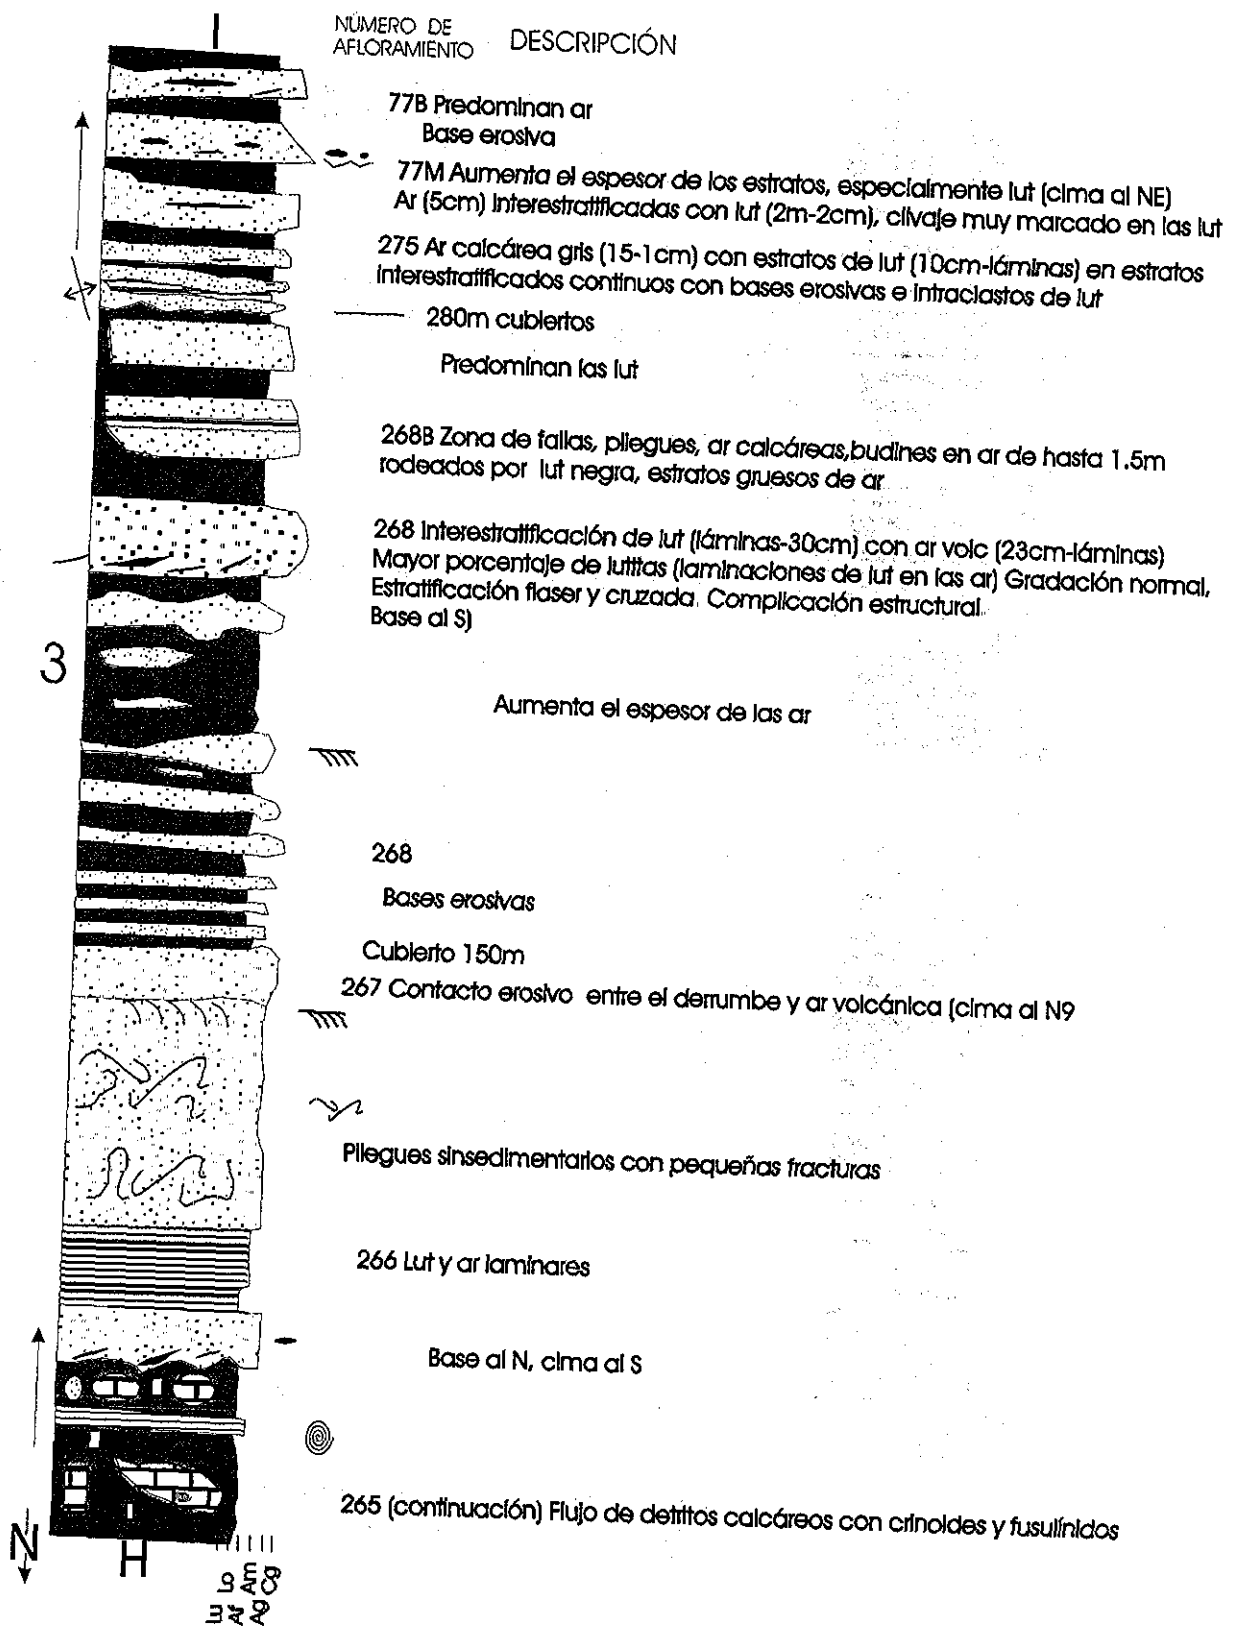 NÚMERO DE
AFLORAMIENTO
DESCRIPCIÓN
77B Predominan ar
Base erosiva
77M Aumenta el espesor de los estratos, especialmente lut (cima al NE)
Ar (5cm) interestratificadas con lut (2m-2cm), clivaje muy marcado en las lut
275 Ar calcárea gris (15-1cm) con estratos de lut (10cm-láminas) en estratos
interestratificados continuos con bases erosivas e intraclastos de lut
280m cubiertos
Predominan las lut
268B Zona de fallas, pliegues, ar calcáreas,budines en ar de hasta 1.5m
rodeados por lut negra, estratos gruesos de ar
268 Interestratificación de lut (láminas-30cm) con ar volc (23cm-láminas)
Mayor porcentaje de lutitas (laminaciones de lut en las ar) Gradación normal,
Estratificación flaser y cruzada. Complicación estructural.
Base al S)
3
Aumenta el espesor de las ar
268
Bases erosivas
Cubierto 150m
267 Contacto erosivo entre el derrumbe y ar volcánica (cima al N9
Pliegues sinsedimentarios con pequeñas fracturas
266 Lut y ar laminares
Base al N, cima al S
265 (continuación) Flujo de detritos calcáreos con crinoides y fusulínidos
N
H
Lu
Lo
Af
Am
Ag
Cg